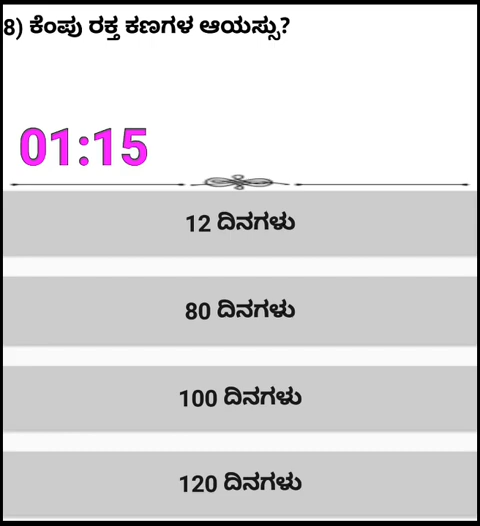 8) ಕೆಂಪು ರಕ್ತ ಕಣಗಳ ಆಯಸ್ಸು?
01:15
12 ದಿನಗಳು
80 ದಿನಗಳು
100 ದಿನಗಳು
120 ದಿನಗಳು